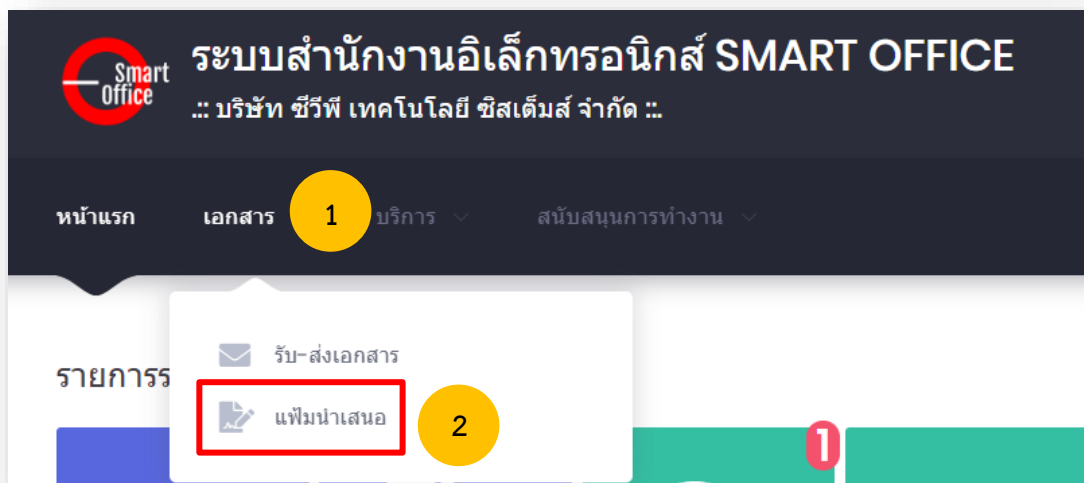 Smart
Office
ระบบสำนักงานอิเล็กทรอนิกส์ SMART OFFICE
.:: บริษัท ซีวีพี เทคโนโลยี ซิสเต็มส์ จำกัด ::.
หน้าแรก เอกสาร 1 บริการ สนับสนุนการทำงาน
รับ-ส่งเอกสาร
รายการร
แฟ้มนำเสนอ 2
1